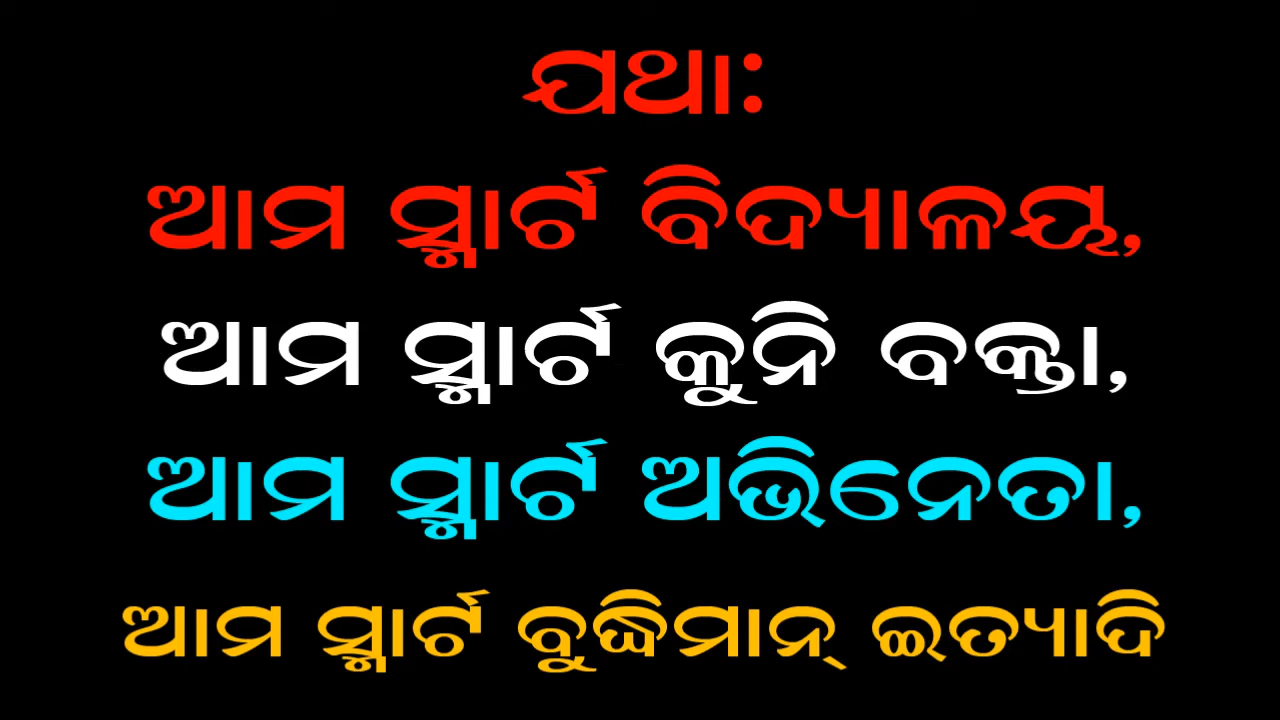 ଯଥା:
ଆମ ସ୍ମାର୍ଟ ବିଦ୍ୟାଳୟ,
ଆମ ସ୍ମାର୍ଟ କୁନି ବକ୍ତା,
ଆମ ସ୍ମାର୍ଟ ଅଭିନେତା,
ଆମ ସ୍ମାର୍ଟ ବୁଦ୍ଧିମାନ୍ ଇତ୍ୟାଦି